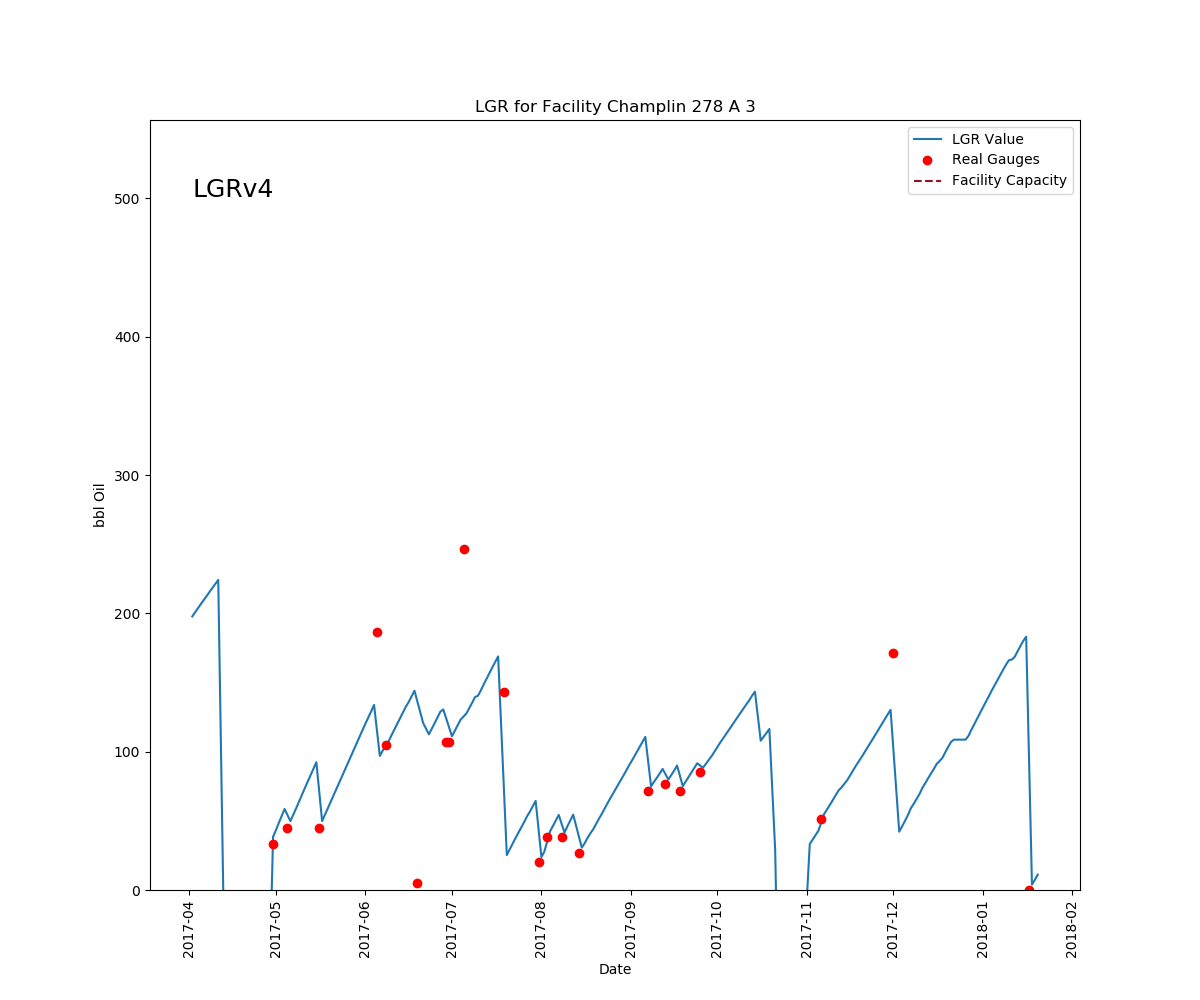 LGR for Facility Champlin 278 A 3
LGRv4
LGR Value
Real Gauges
Facility Capacity
500
400
300
200
100
0
bbl Oil
2017-04
2017-05
2017-06
2017-07
2017-08
2017-09
2017-10
2017-11
2017-12
2018-01
2018-02
Date